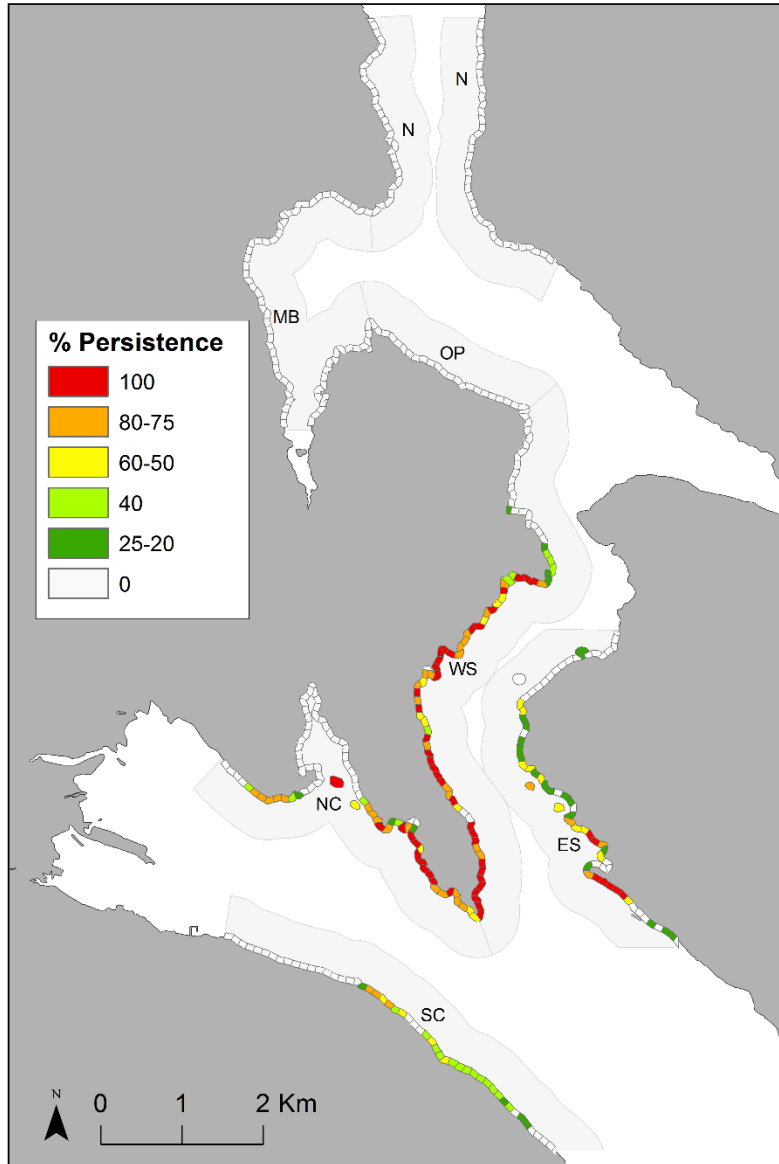 N
N
MB
OP
% Persistence
100
80-75
60-50
40
25-20
0
WS
NC
ES
SC
N
0 1 2 Km